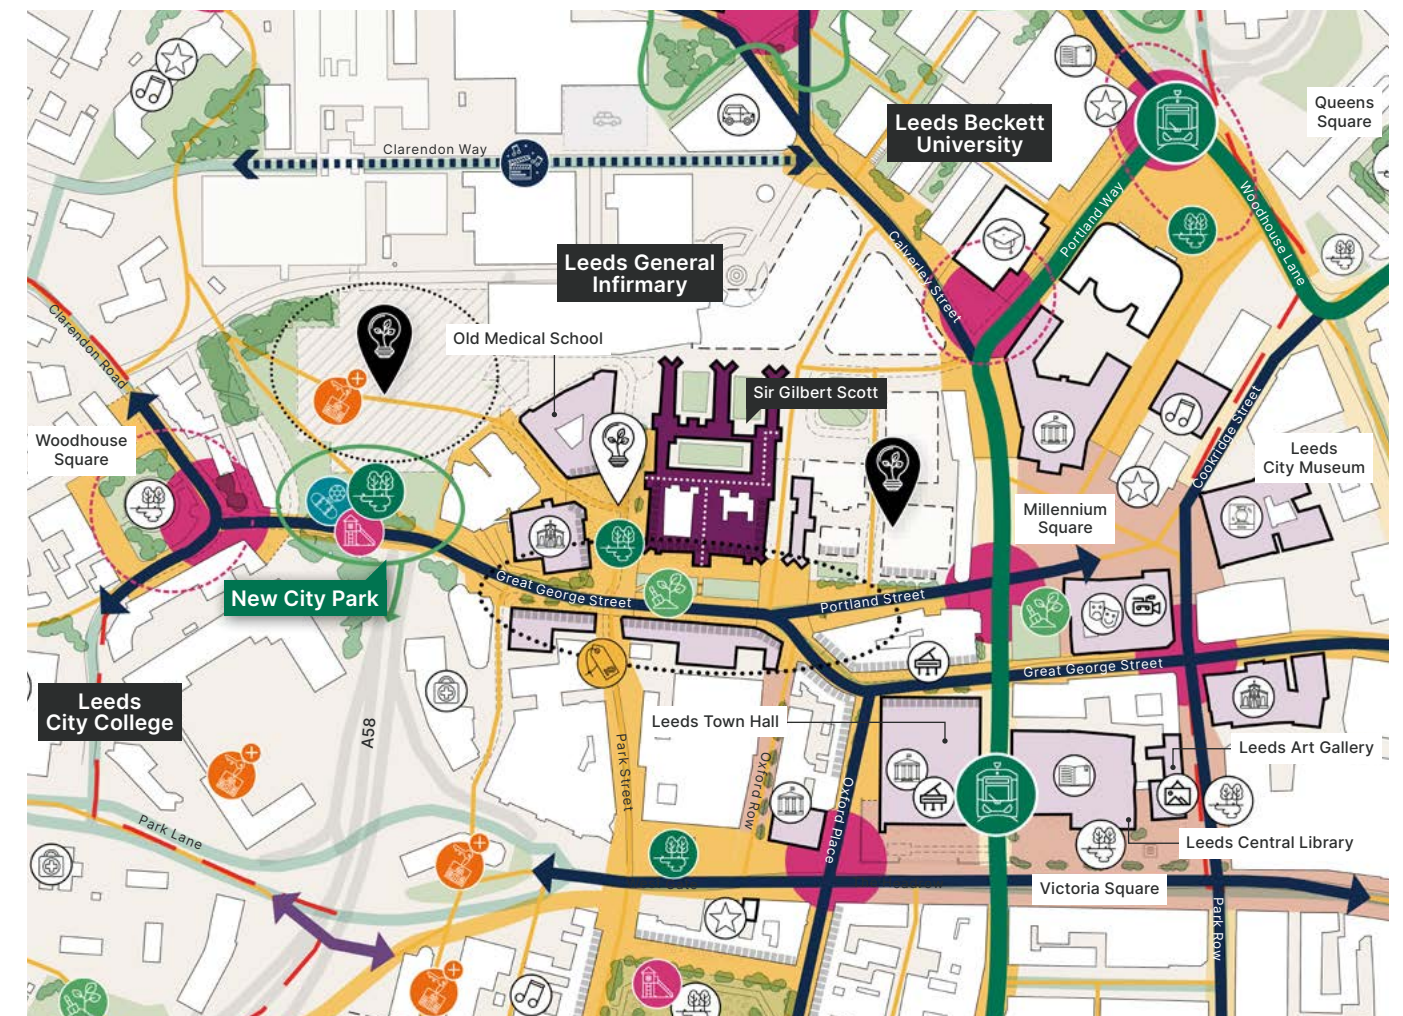 Leeds Beckett
University
Queens
Square
Clarendon Way
Portland Way
Woodhouse Lane
Calverley Street
Leeds General
Infirmary
Clarendon Road
Old Medical School
Sir Gilbert Scott
Cookridge Street
Woodhouse
Square
Leeds
City Museum
Millennium
Square
New City Park
Great George Street
Portland Street
Great George Street
Leeds
City College
A58
Leeds Town Hall
Leeds Art Gallery
Park Street
Oxford Row
Oxford Place
Park Lane
Leeds Central Library
Victoria Square
Park Row